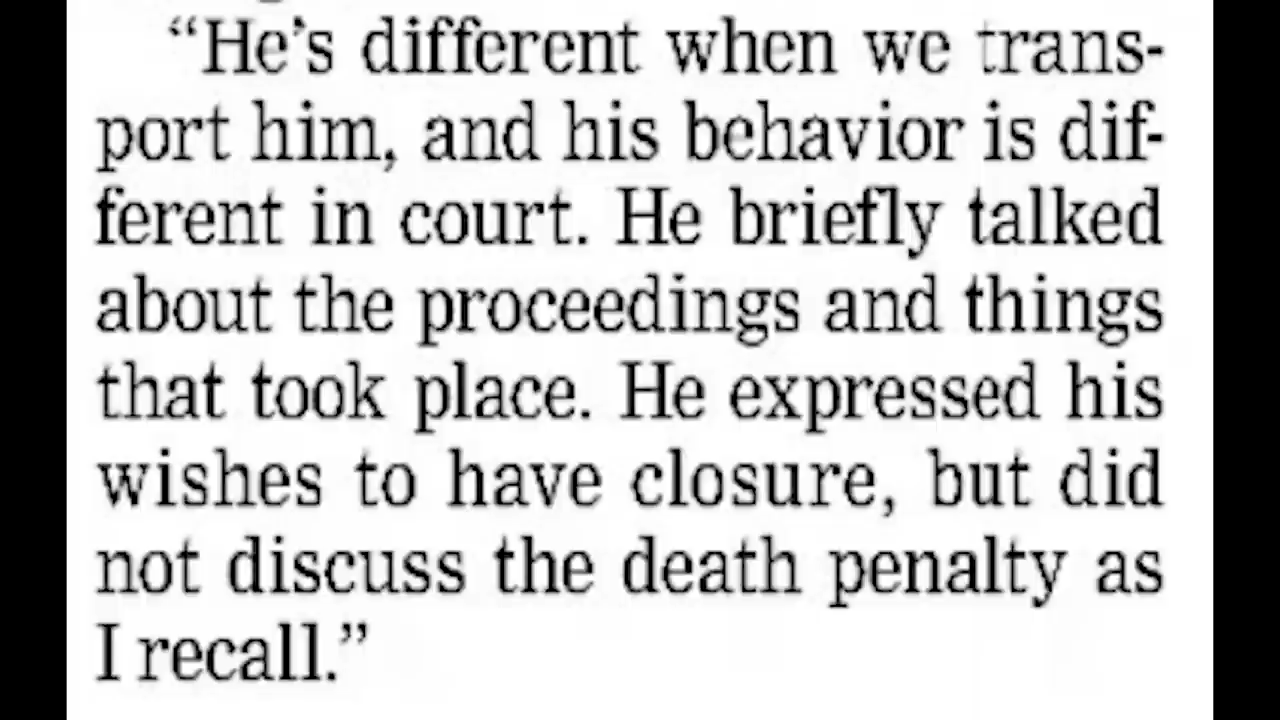 “He’s different when we trans-
port him, and his behavior is dif-
ferent in court. He briefly talked
about the proceedings and things
that took place. He expressed his
wishes to have closure, but did
not discuss the death penalty as
I recall.”